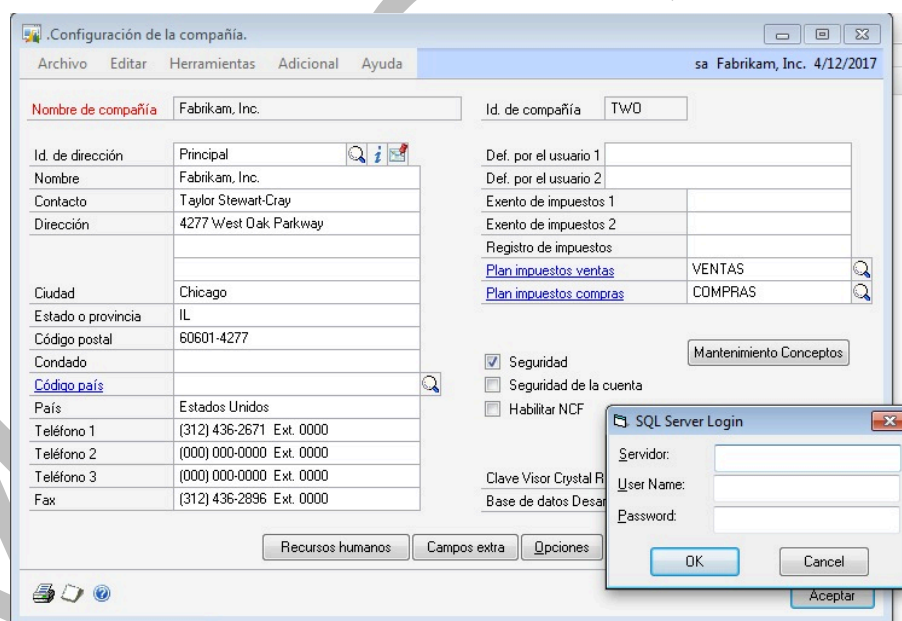 .Configuración de la compañía.
Archivo Editar Herramientas Adicional Ayuda sa Fabrikam, Inc. 4/12/2017
Nombre de compañía Fabrikam, Inc. Id. de compañía TWO
Id. de dirección Principal
Nombre Fabrikam, Inc.
Contacto Taylor Stewart-Cray
Dirección 4277 West Oak Parkway
Ciudad Chicago
Estado o provincia IL
Código postal 60601-4277
Condado
Código país
País Estados Unidos
Teléfono 1 (312) 436-2671 Ext. 0000
Teléfono 2 (000) 000-0000 Ext. 0000
Teléfono 3 (000) 000-0000 Ext. 0000
Fax (312) 436-2896 Ext. 0000
Def. por el usuario 1
Def. por el usuario 2
Exento de impuestos 1
Exento de impuestos 2
Registro de impuestos
Plan impuestos ventas VENTAS
Plan impuestos compras COMPRAS
Mantenimiento Conceptos
Seguridad
Seguridad de la cuenta
Habilitar NCF
Clave Visor Crystal R
Base de datos Desar
Recursos humanos Campos extra Opciones
Aceptar
SQL Server Login
Servidor:
User Name:
Password:
OK Cancel